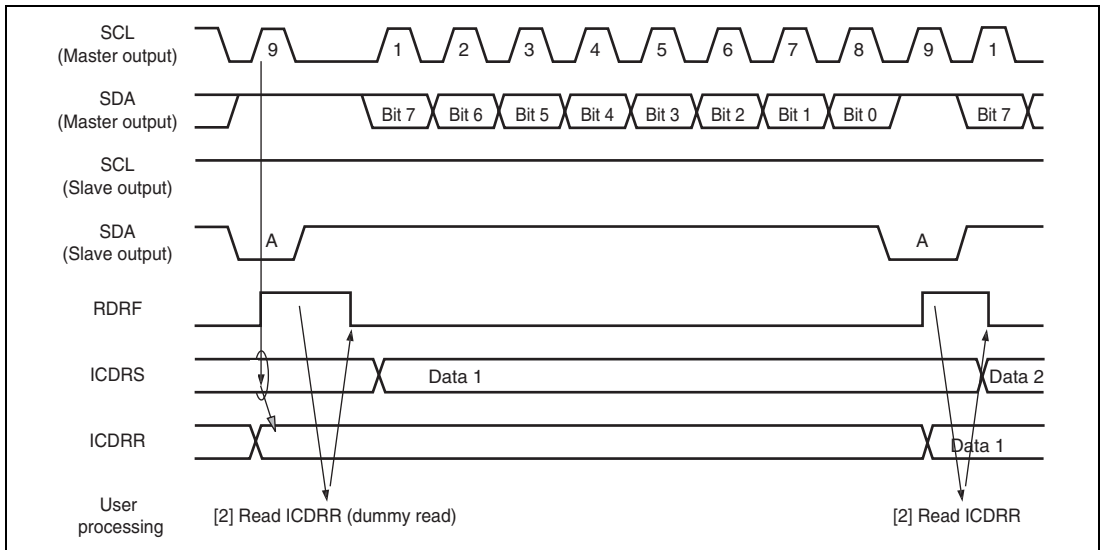 SCL
(Master output)
9 1 2 3 4 5 6 7 8 9 1
SDA
(Master output)
Bit 7 Bit 6 Bit 5 Bit 4 Bit 3 Bit 2 Bit 1 Bit 0 Bit 7
SCL
(Slave output)
SDA
(Slave output)
A A
RDRF
ICDRS
Data 1 Data 2
ICDRR
Data 1
User
processing
[2] Read ICDRR (dummy read) [2] Read ICDRR